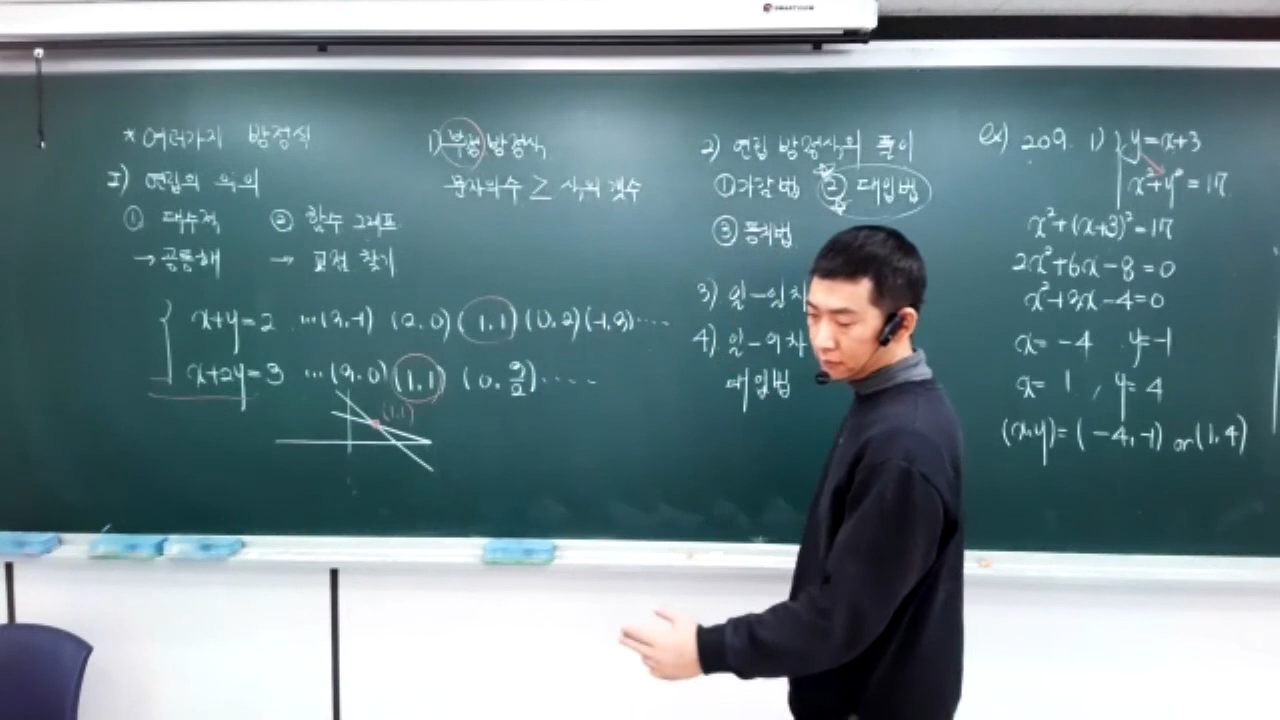 * 여러가지 방정식
I) 연립의 의의
① 대수적 ② 함수 그래프
→ 공통해 → 교점 찾기
x+y=2 ...(3,-1) (2,0) (1,1) (0,2) (-1,3)....
x+2y=3 ...(3,0) (1,1) (0, 3/2).....
(1,1)
1) 부정방정식
문자의수 ≥ 식의 갯수
2) 연립 방정식의 풀이
① 가감법 ② 대입법
③ 등치법
3) 일-일차
4) 일-이차
대입법
ex) 209. 1) y=x+3
x²+y²=17
x²+(x+3)²=17
2x²+6x-8=0
x²+3x-4=0
x=-4 y=-1
x= 1 , y= 4
(x,y)=(-4,-1) or (1,4)